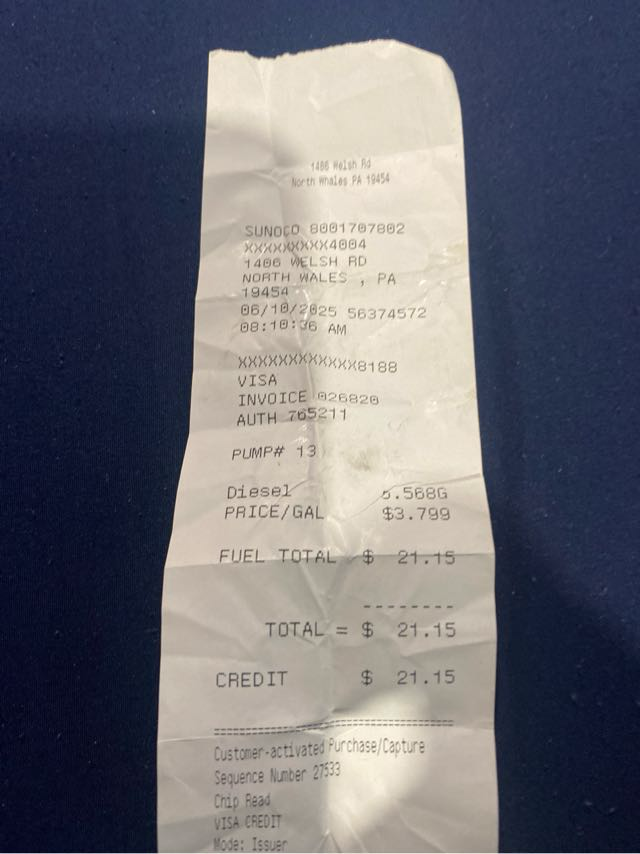 1406 Welsh Rd
North Whales PA 19454
SUNOCO 8001707802
XXXXXXXXX4004
1406 WELSH RD
NORTH WALES , PA
19454
06/10/2025 56374572
08:10:36 AM
XXXXXXXXXXXX8188
VISA
INVOICE 026820
AUTH 765211
PUMP# 13
Diesel 5.568G
PRICE/GAL $3.799
FUEL TOTAL $ 21.15
--------
TOTAL = $ 21.15
CREDIT $ 21.15
==============================
Customer-activated Purchase/Capture
Sequence Number 27533
Chip Read
VISA CREDIT
Mode: Issuer